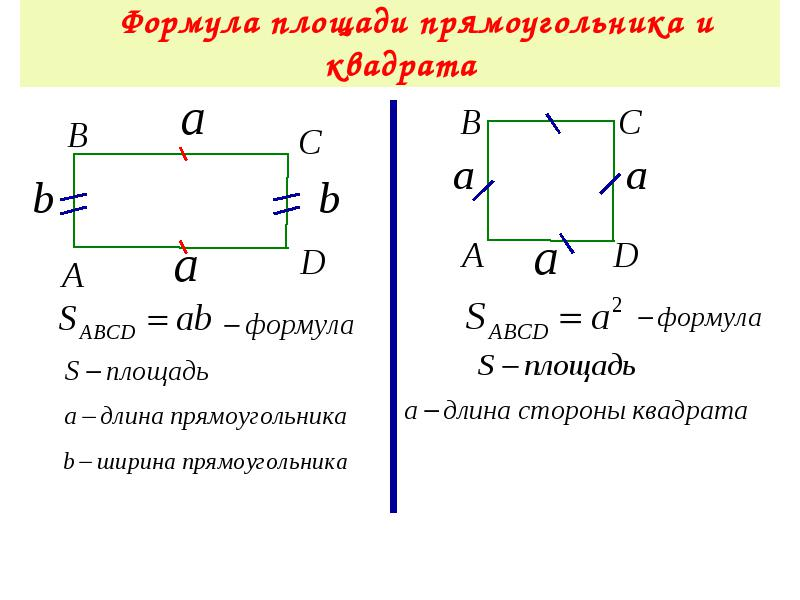 Формула площади прямоугольника и
квадрата
a
B
C
b
b
A
a
D
S_ABCD = ab – формула
S – площадь
a – длина прямоугольника
b – ширина прямоугольника
B
C
a
a
A
a
D
S_ABCD = a² – формула
S – площадь
a – длина стороны квадрата